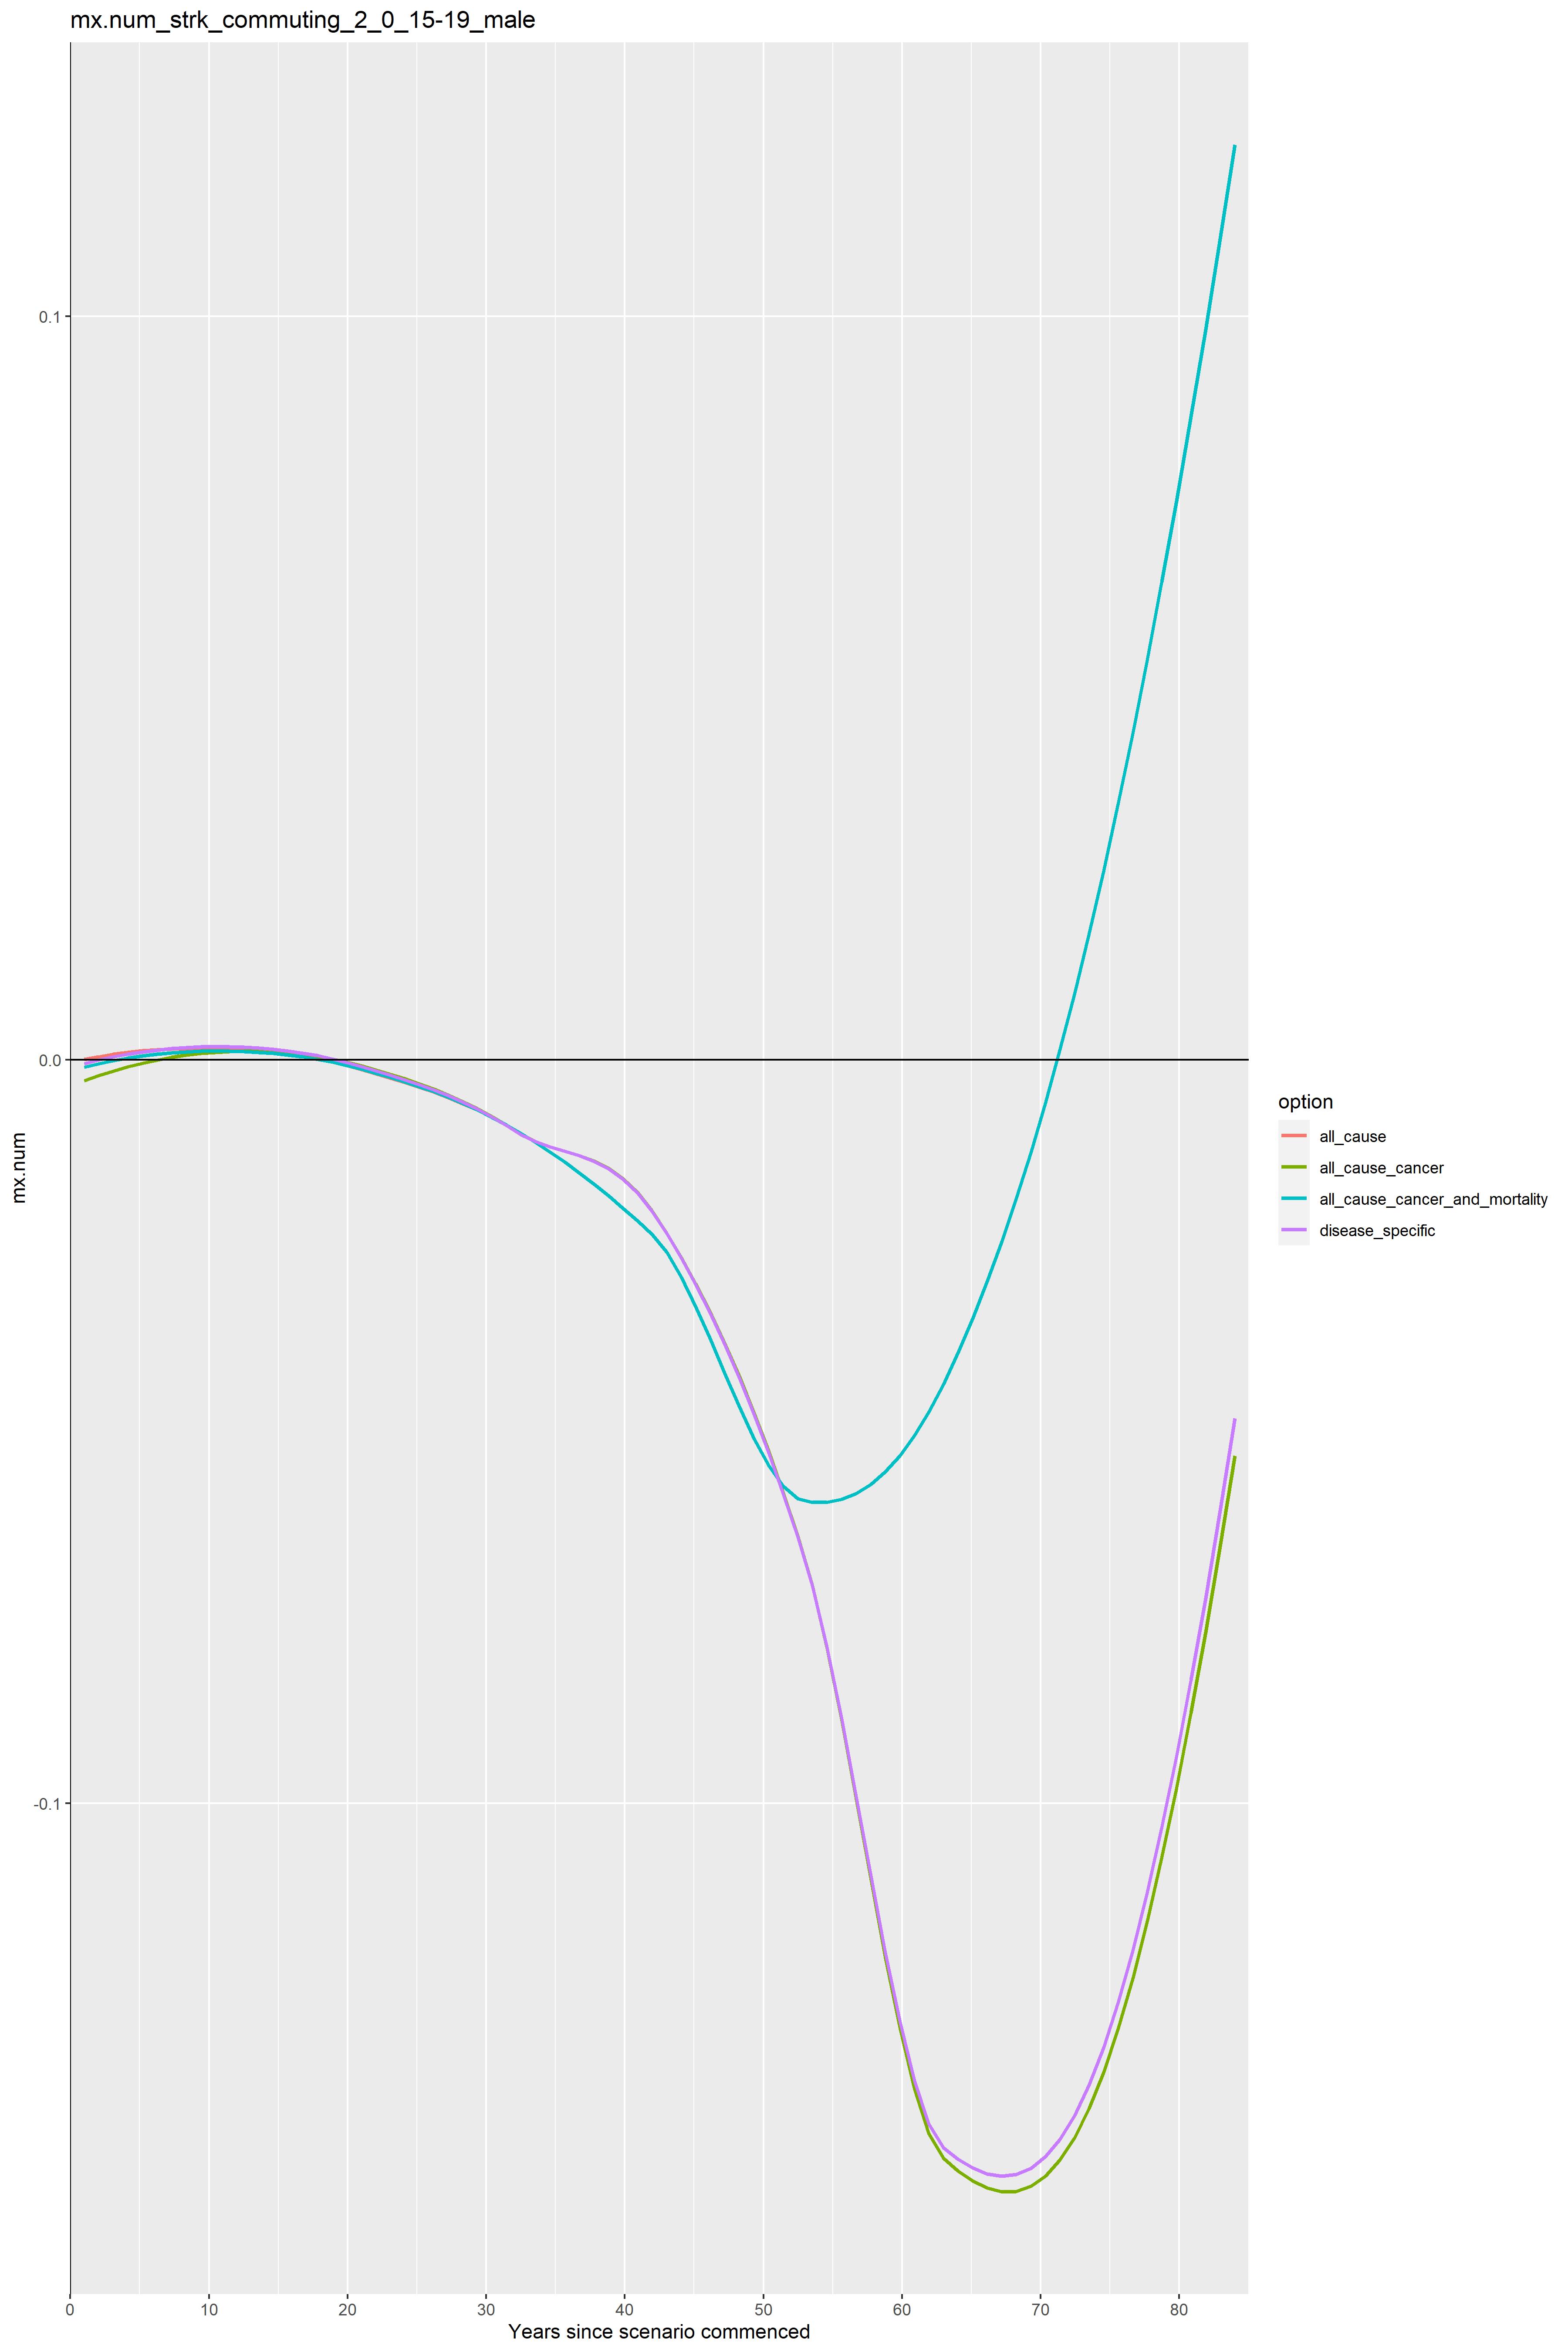 mx.num_strk_commuting_2_0_15-19_male
0.1
0.0
-0.1
mx.num
0 10 20 30 40 50 60 70 80
Years since scenario commenced
option
all_cause
all_cause_cancer
all_cause_cancer_and_mortality
disease_specific